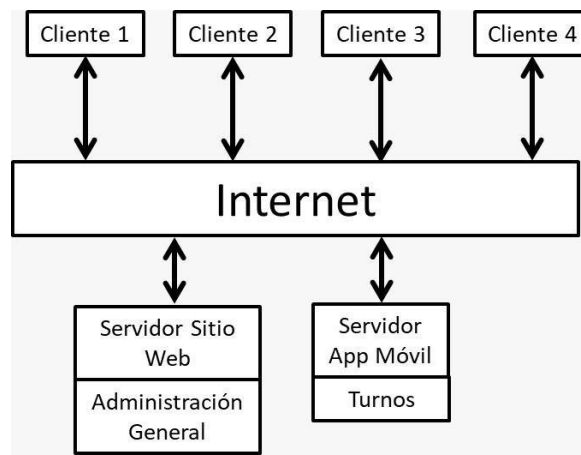 Cliente 1
Cliente 2
Cliente 3
Cliente 4
Internet
Servidor Sitio
Web
Administración
General
Servidor
App Móvil
Turnos